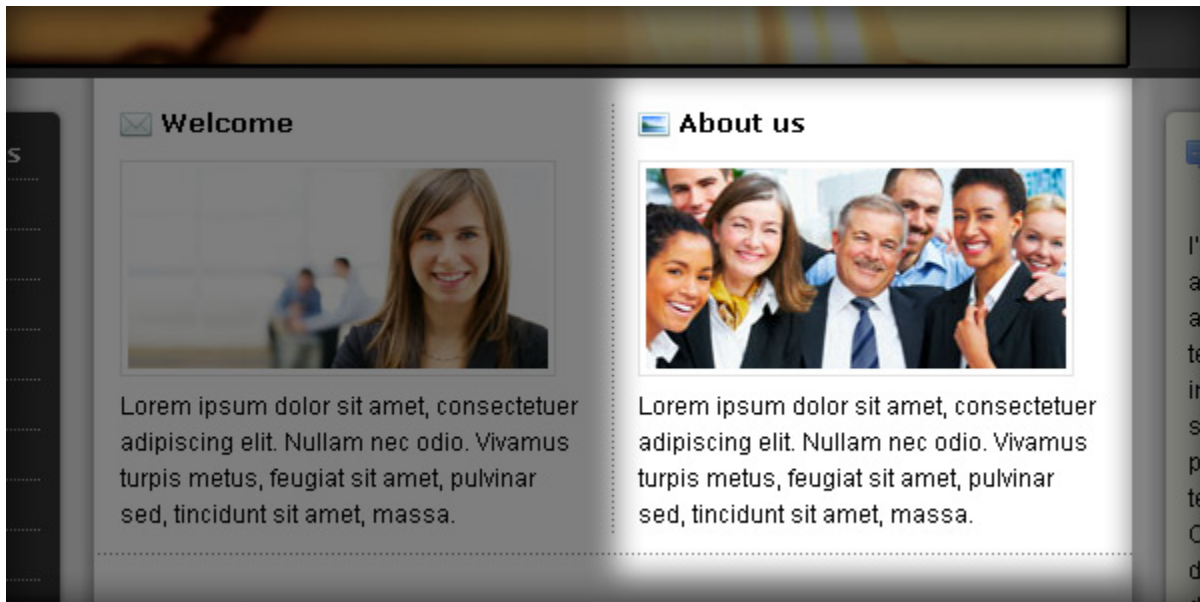 Welcome
Lorem ipsum dolor sit amet, consectetuer
adipiscing elit. Nullam nec odio. Vivamus
turpis metus, feugiat sit amet, pulvinar
sed, tincidunt sit amet, massa.
About us
Lorem ipsum dolor sit amet, consectetuer
adipiscing elit. Nullam nec odio. Vivamus
turpis metus, feugiat sit amet, pulvinar
sed, tincidunt sit amet, massa.